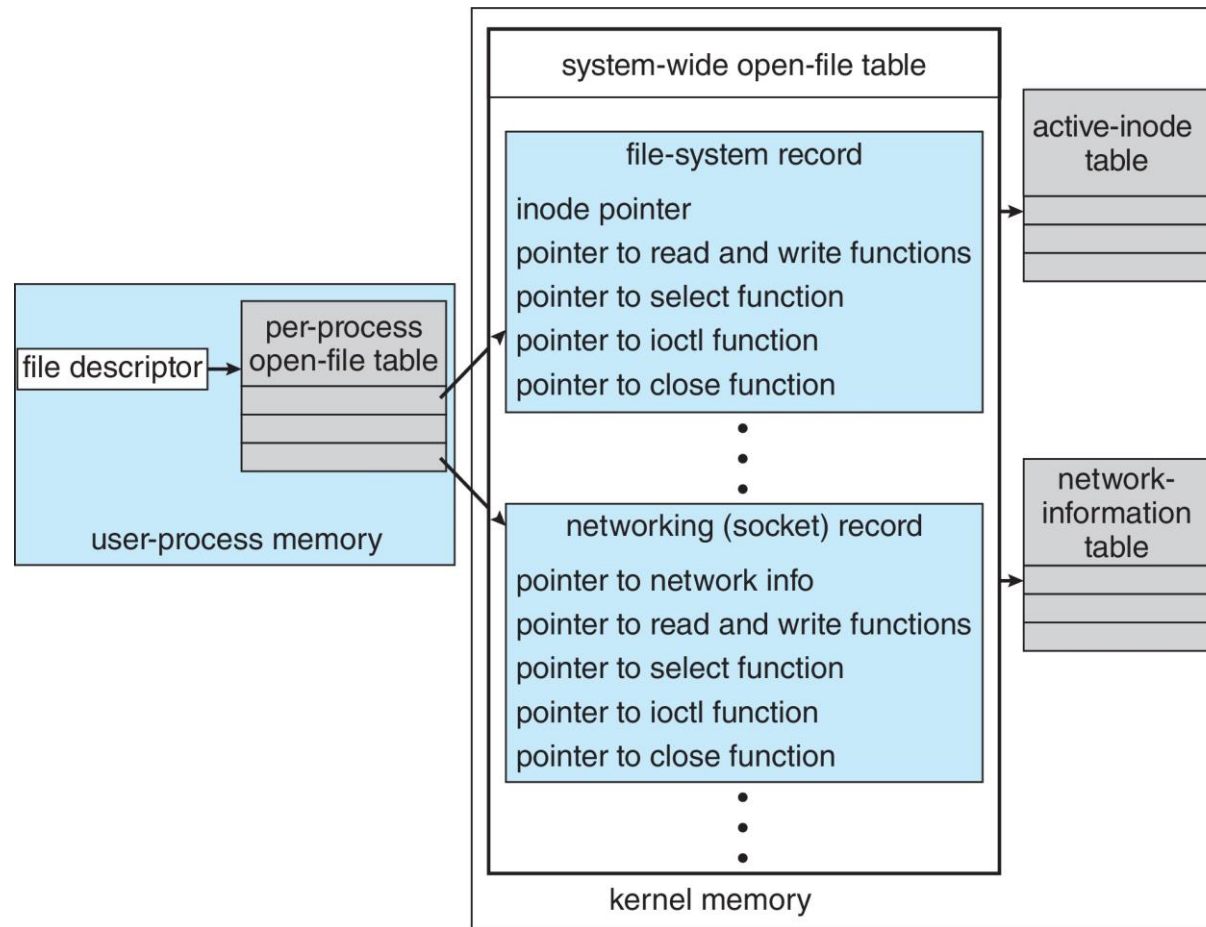 system-wide open-file table
file-system record
inode pointer
pointer to read and write functions
pointer to select function
pointer to ioctl function
pointer to close function
active-inode
table
file descriptor
per-process
open-file table
user-process memory
networking (socket) record
pointer to network info
pointer to read and write functions
pointer to select function
pointer to ioctl function
pointer to close function
network-
information
table
kernel memory